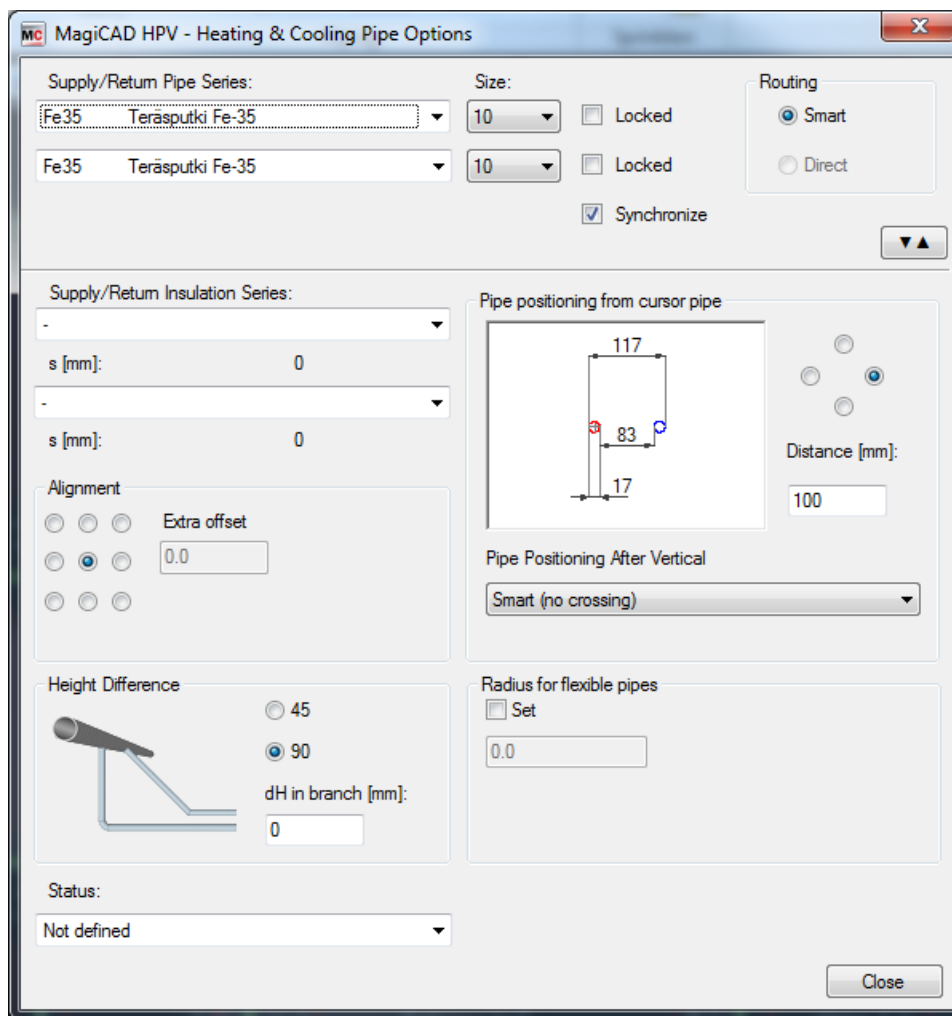 MC MagiCAD HPV - Heating & Cooling Pipe Options X
Supply/Return Pipe Series: Size: Routing
Fe35 Teräsputki Fe-35 10 Locked Smart
Fe35 Teräsputki Fe-35 10 Locked Direct
Synchronize
Supply/Return Insulation Series:
-
s [mm]: 0
-
s [mm]: 0
Pipe positioning from cursor pipe
117
83
17
Distance [mm]:
100
Pipe Positioning After Vertical
Smart (no crossing)
Alignment
Extra offset
0.0
Height Difference
45
90
dH in branch [mm]:
0
Radius for flexible pipes
Set
0.0
Status:
Not defined
Close